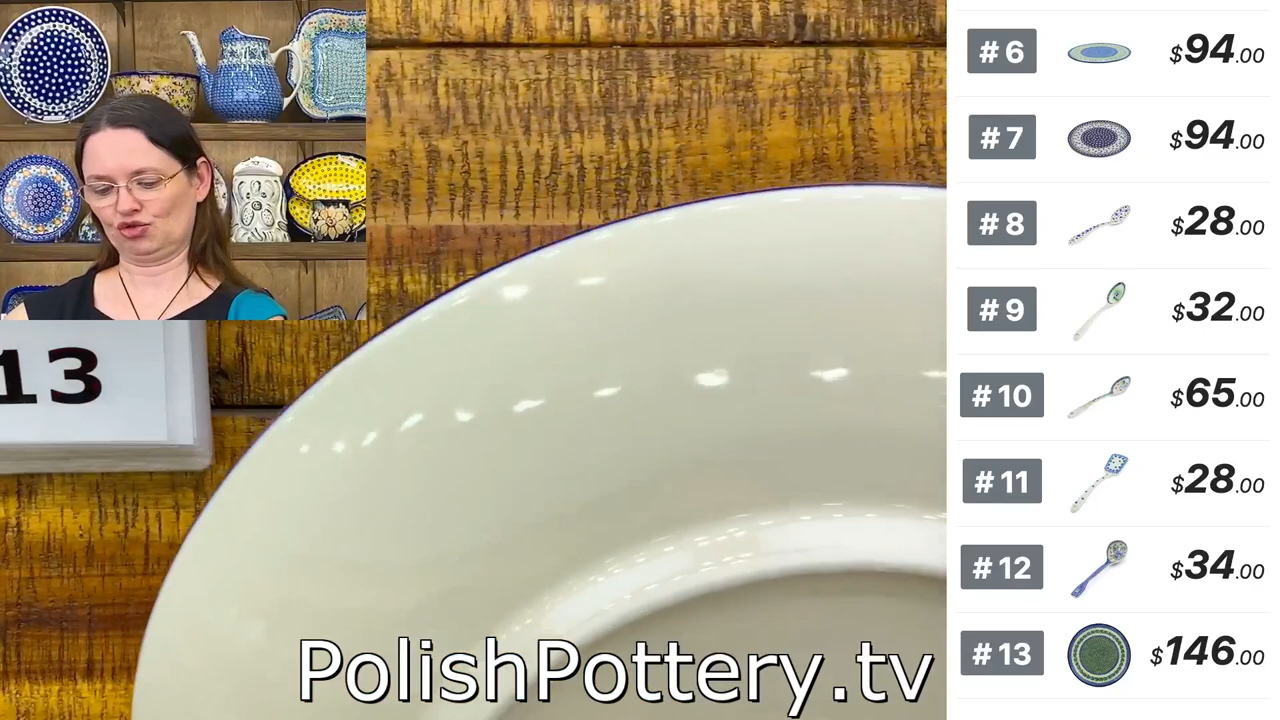 13
PolishPottery.tv
# 6 $94.00
# 7 $94.00
# 8 $28.00
# 9 $32.00
# 10 $65.00
# 11 $28.00
# 12 $34.00
# 13 $146.00